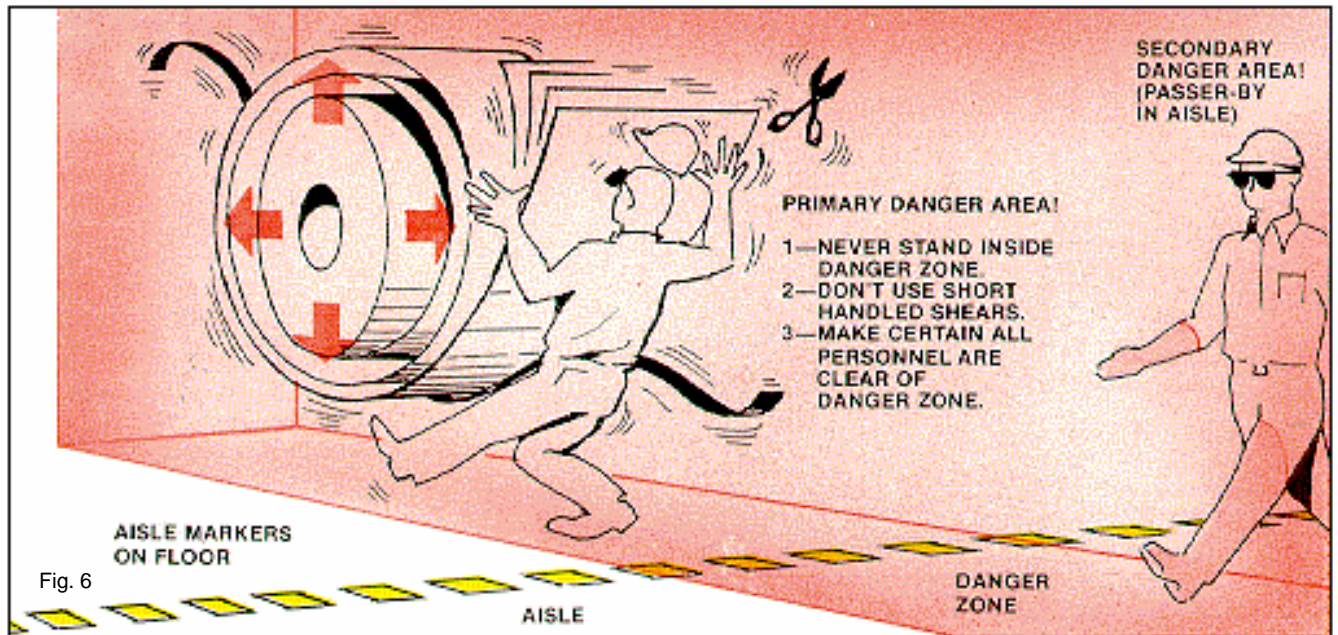 SECONDARY
DANGER AREA!
(PASSER-BY
IN AISLE)
PRIMARY DANGER AREA!
1—NEVER STAND INSIDE
DANGER ZONE.
2—DON'T USE SHORT
HANDLED SHEARS.
3—MAKE CERTAIN ALL
PERSONNEL ARE
CLEAR OF
DANGER ZONE.
AISLE MARKERS
ON FLOOR
Fig. 6
AISLE
DANGER
ZONE